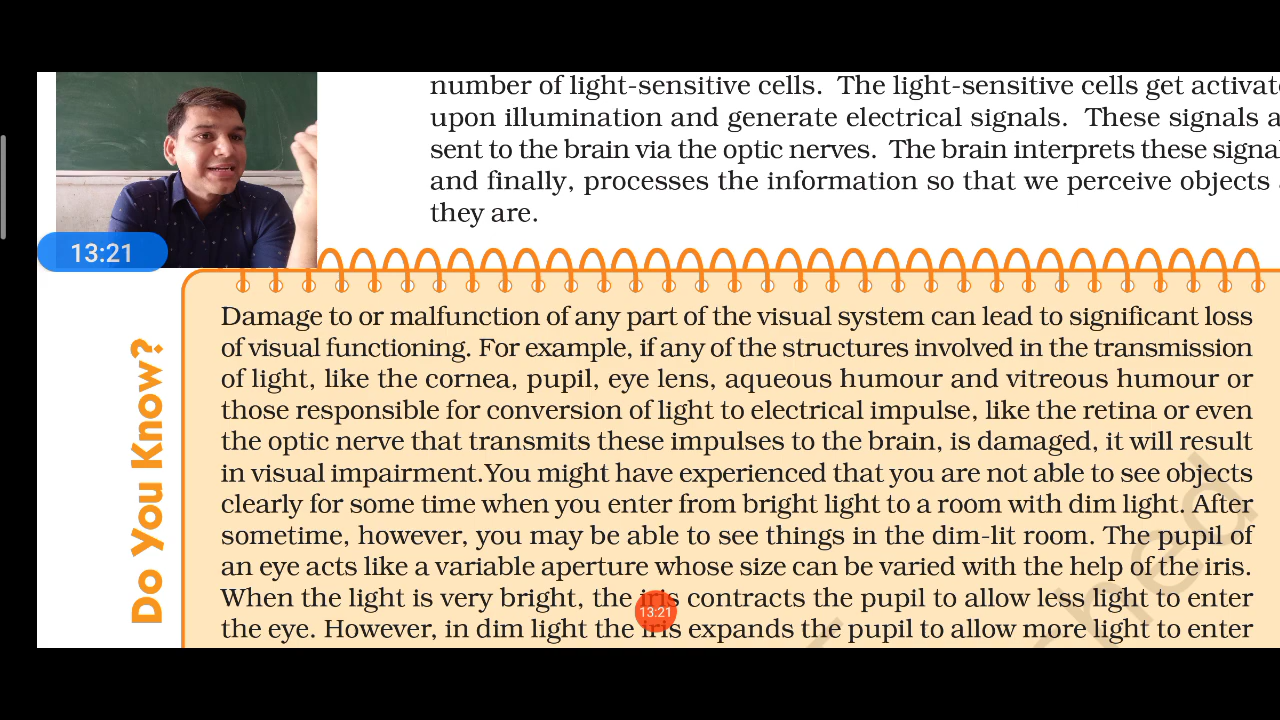 number of light-sensitive cells.  The light-sensitive cells get activate
upon illumination and generate electrical signals.  These signals a
sent to the brain via the optic nerves.  The brain interprets these signal
and finally, processes the information so that we perceive objects
they are.
13:21
Do You Know?
Damage to or malfunction of any part of the visual system can lead to significant loss
of visual functioning. For example, if any of the structures involved in the transmission
of light, like the cornea, pupil, eye lens, aqueous humour and vitreous humour or
those responsible for conversion of light to electrical impulse, like the retina or even
the optic nerve that transmits these impulses to the brain, is damaged, it will result
in visual impairment.You might have experienced that you are not able to see objects
clearly for some time when you enter from bright light to a room with dim light. After
sometime, however, you may be able to see things in the dim-lit room. The pupil of
an eye acts like a variable aperture whose size can be varied with the help of the iris.
When the light is very bright, the iris contracts the pupil to allow less light to enter
13:21
the eye. However, in dim light the iris expands the pupil to allow more light to enter